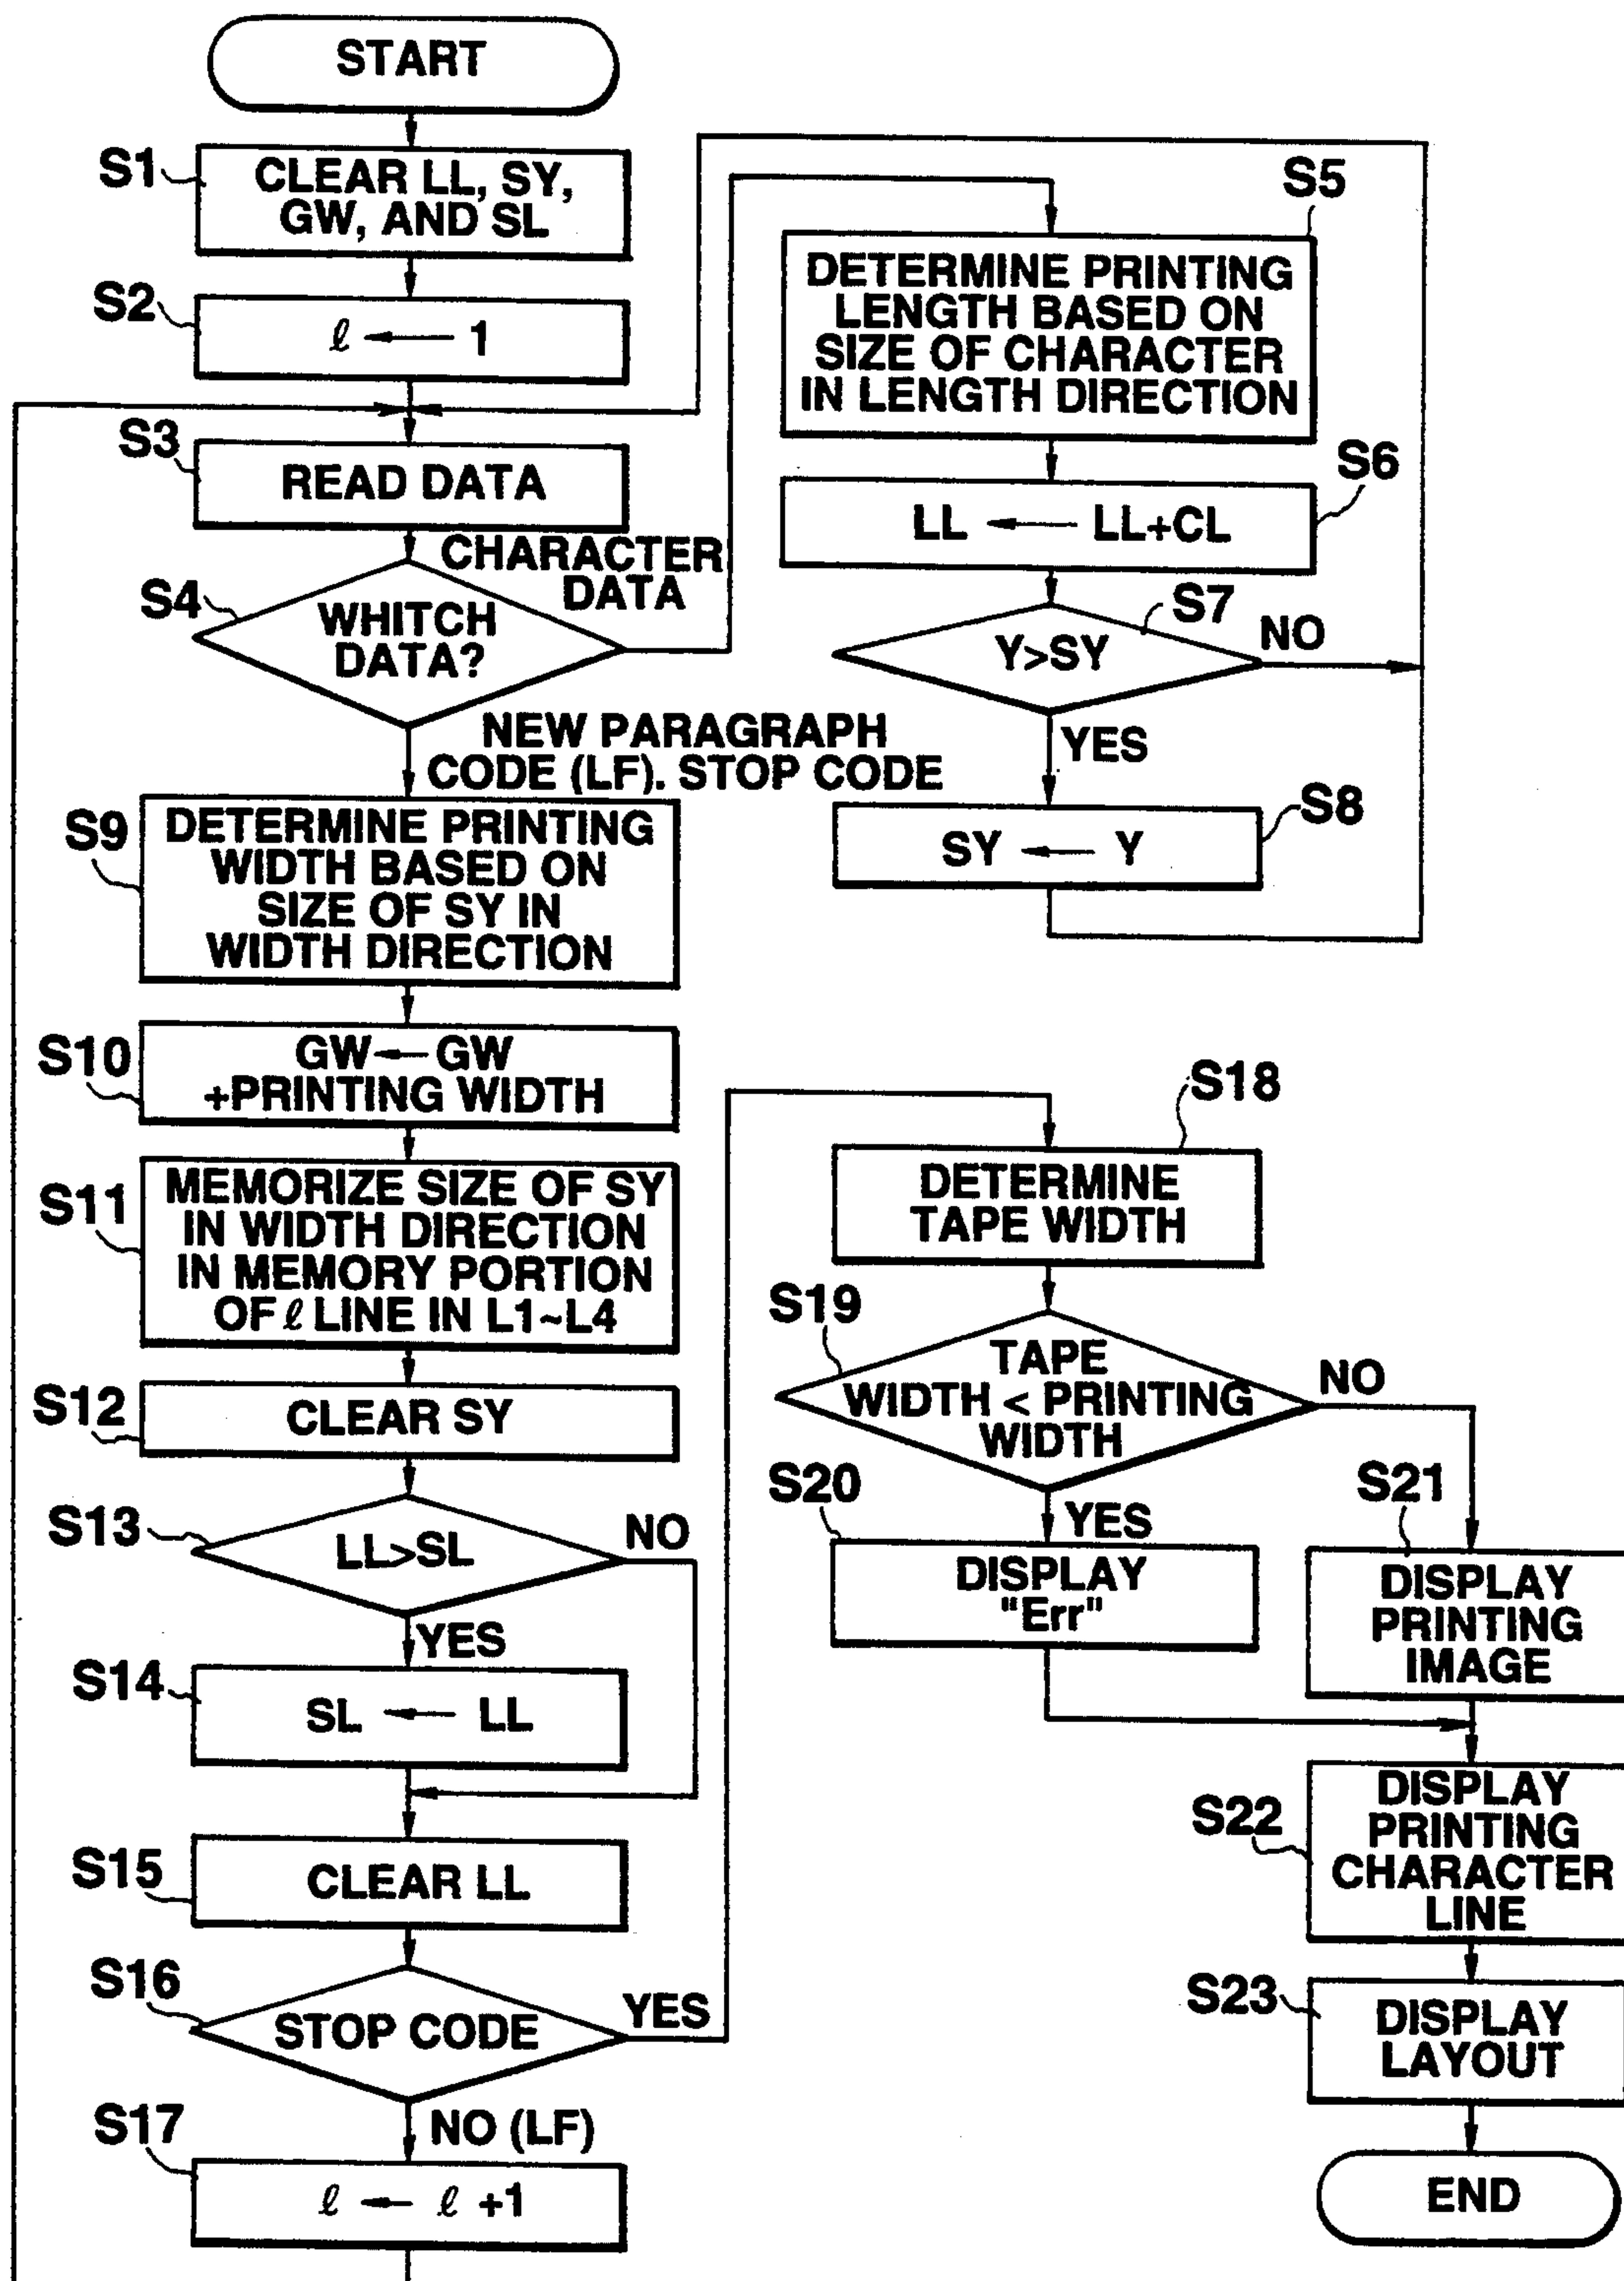 START
S1
CLEAR LL, SY,
GW, AND SL
S2
ℓ ← 1
S3
READ DATA
S4
WHITCH
DATA?
CHARACTER
DATA
NEW PARAGRAPH
CODE (LF). STOP CODE
S5
DETERMINE PRINTING
LENGTH BASED ON
SIZE OF CHARACTER
IN LENGTH DIRECTION
S6
LL ← LL+CL
S7
Y>SY
NO
YES
S8
SY ← Y
S9
DETERMINE PRINTING
WIDTH BASED ON
SIZE OF SY IN
WIDTH DIRECTION
S10
GW←GW
+PRINTING WIDTH
S11
MEMORIZE SIZE OF SY
IN WIDTH DIRECTION
IN MEMORY PORTION
OF ℓ LINE IN L1~L4
S12
CLEAR SY
S13
LL>SL
NO
YES
S14
SL ← LL
S15
CLEAR LL
S16
STOP CODE
YES
NO (LF)
S17
ℓ ← ℓ +1
S18
DETERMINE
TAPE WIDTH
S19
TAPE
WIDTH < PRINTING
WIDTH
NO
YES
S20
DISPLAY
"Err"
S21
DISPLAY
PRINTING
IMAGE
S22
DISPLAY
PRINTING
CHARACTER
LINE
S23
DISPLAY
LAYOUT
END